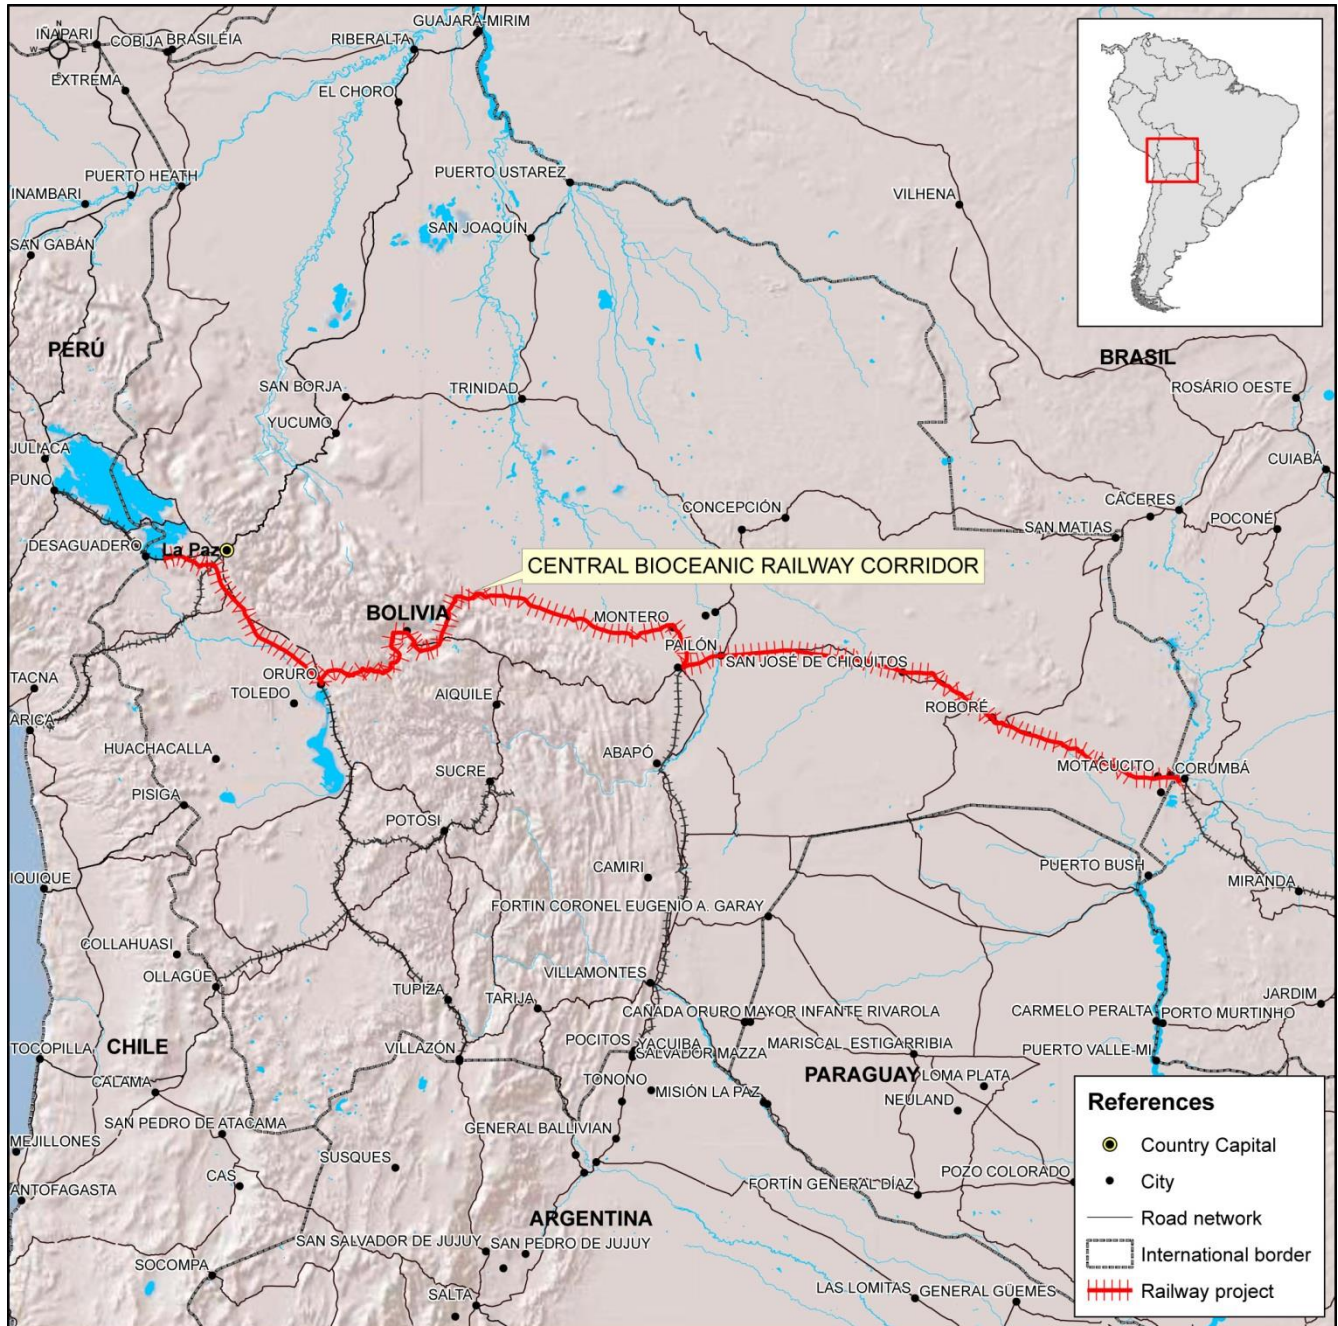 GUAJARÁ-MIRIM
IÑAPARI
COBIJA
BRASILÉIA
RIBERALTA
N
W
E
S
EXTREMA
EL CHORO
PUERTO HEATH
PUERTO USTAREZ
INAMBARI
VILHENA
SAN JOAQUÍN
SAN GABÁN
PERÚ
BRASIL
SAN BORJA
TRINIDAD
ROSÁRIO OESTE
YUCUMO
JULIACA
CUIABÁ
PUNO
CÁCERES
CONCEPCIÓN
SAN MATIAS
POCONÉ
DESAGUADERO
La Paz
CENTRAL BIOCEANIC RAILWAY CORRIDOR
BOLIVIA
MONTERO
PAILÓN
SAN JOSÉ DE CHIQUITOS
TACNA
ORURO
TOLEDO
AIQUILE
ROBORÉ
ARICA
HUACHACALLA
ABAPÓ
MOTACUCITO
CORUMBÁ
SUCRE
PISIGA
POTOSI
CAMIRI
PUERTO BUSH
IQUIQUE
MIRANDA
FORTIN CORONEL EUGENIO A. GARAY
COLLAHUASI
OLLAGÜE
VILLAMONTES
TUPIZA
TARIJA
CAÑADA ORURO
MAYOR INFANTE RIVAROLA
CARMELO PERALTA
PORTO MURTINHO
JARDIM
POCITOS
YACUIBA
SALVADOR MAZZA
MARISCAL ESTIGARRIBIA
PUERTO VALLE-MI
TOCOPILLA
CHILE
VILLAZÓN
CALAMA
TONONO
MISIÓN LA PAZ
PARAGUAY
LOMA PLATA
NEULAND
SAN PEDRO DE ATACAMA
MEJILLONES
GENERAL BALLIVIAN
SUSQUES
CAS
POZO COLORADO
ANTOFAGASTA
FORTÍN GENERAL DÍAZ
ARGENTINA
SAN SALVADOR DE JUJUY
SAN PEDRO DE JUJUY
SOCOMPA
SALTA
LAS LOMITAS
GENERAL GÜEMES
References
Country Capital
City
Road network
International border
Railway project